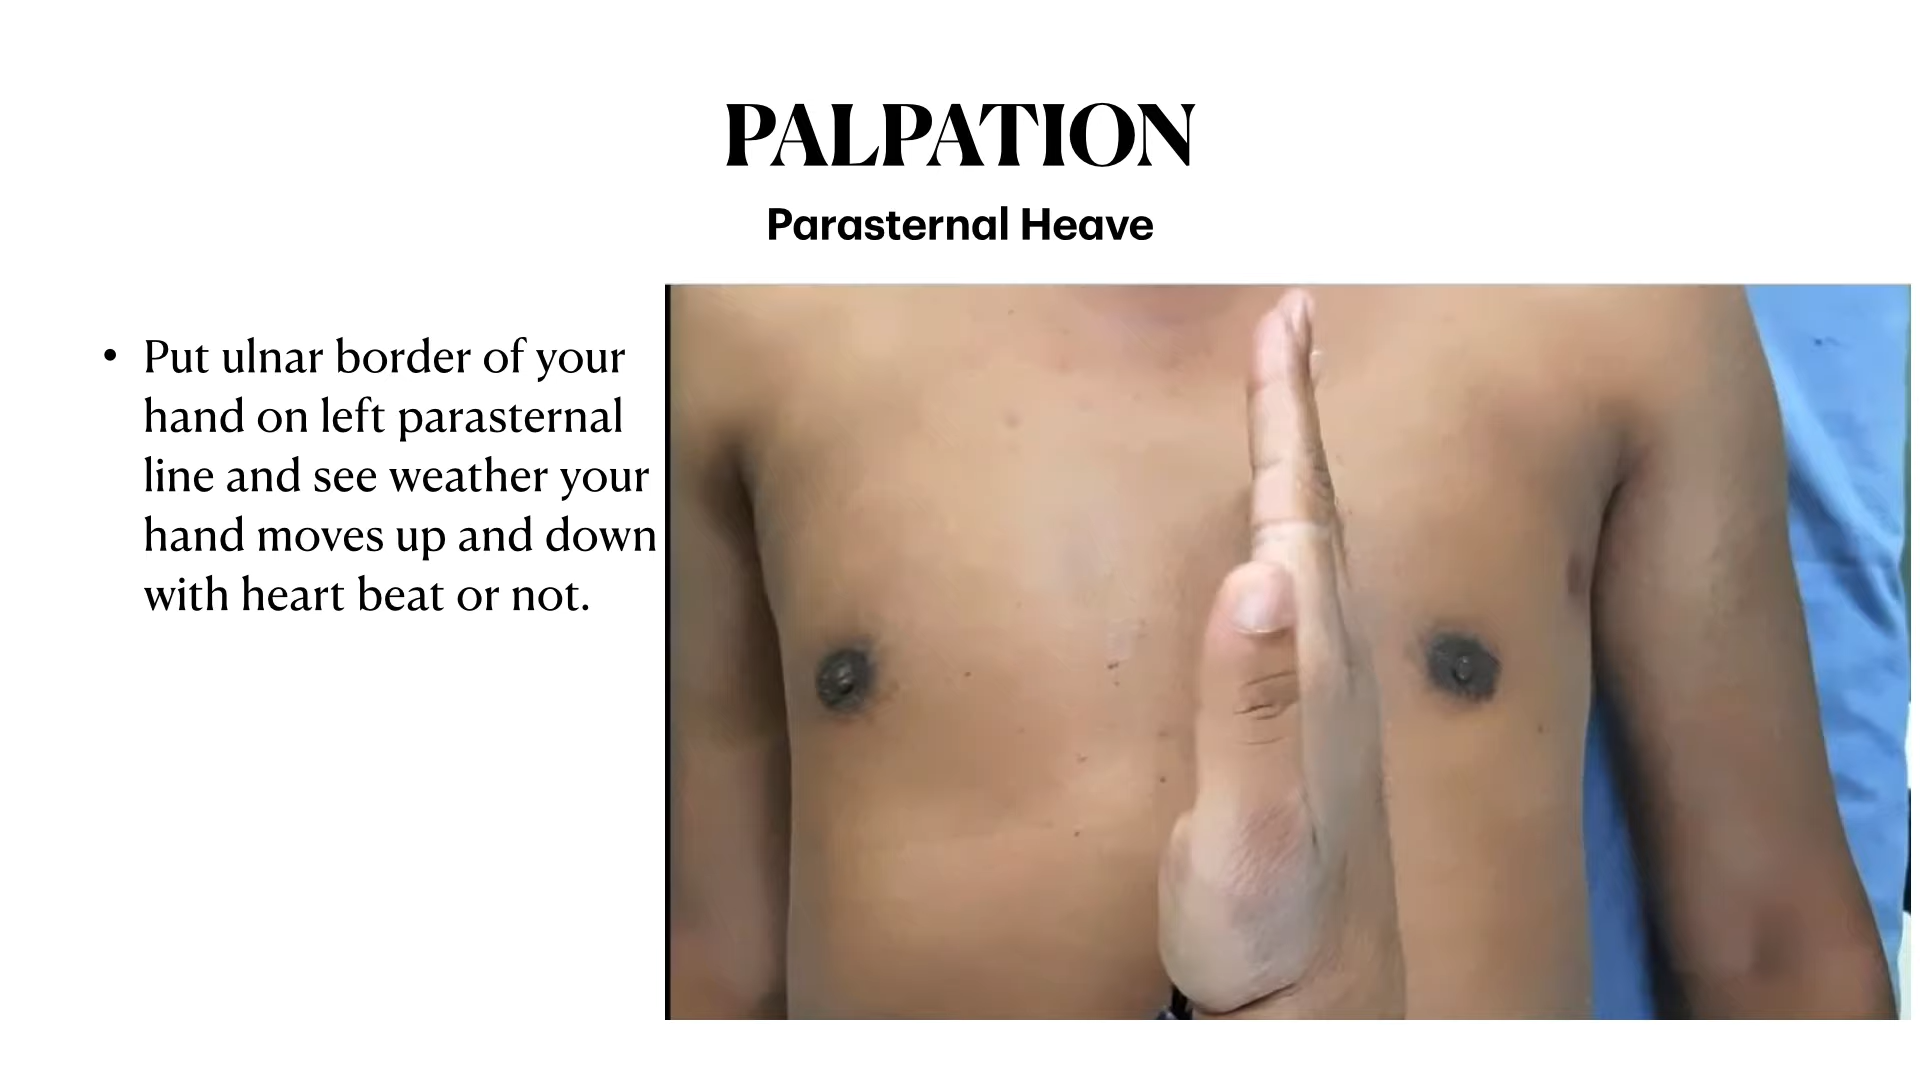 PALPATION
Parasternal Heave
• Put ulnar border of your
hand on left parasternal
line and see weather your
hand moves up and down
with heart beat or not.